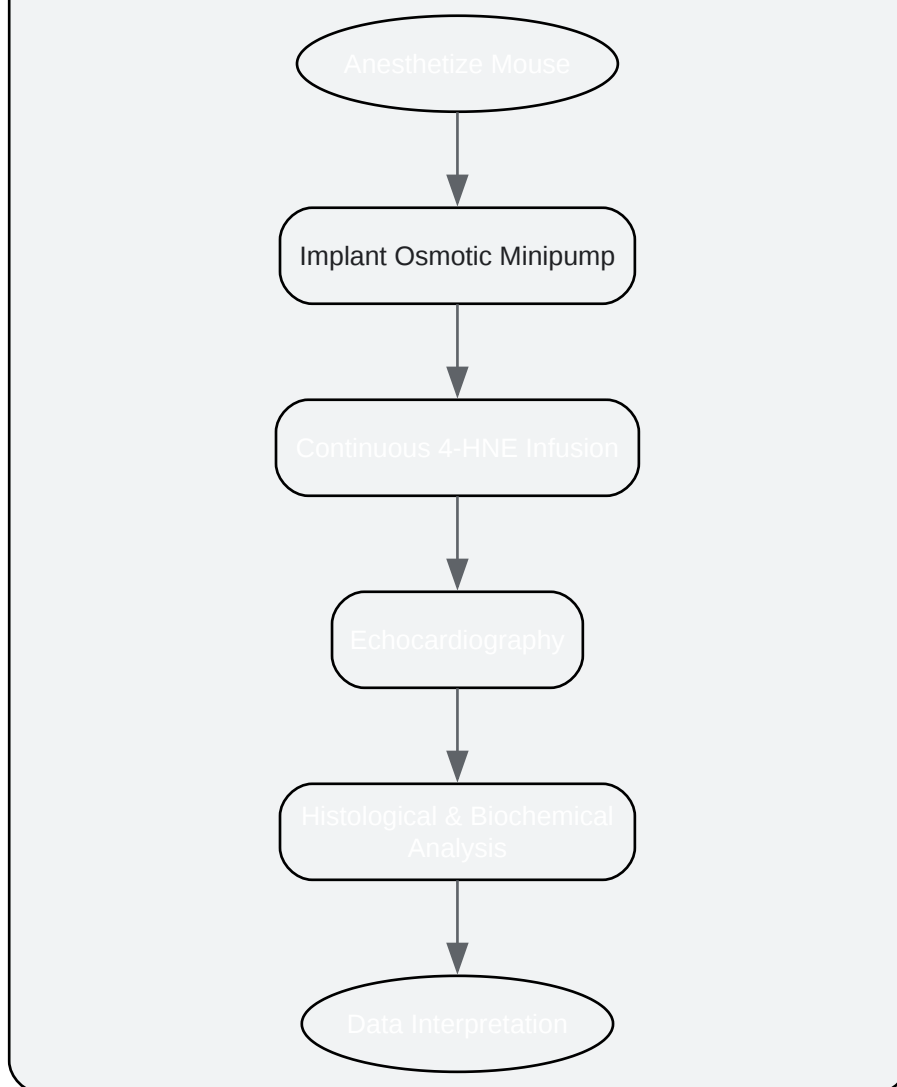 Anesthetize Mouse
Implant Osmotic Minipump
Continuous 4-HNE Infusion
Echocardiography
Histological & Biochemical
Analysis
Data Interpretation